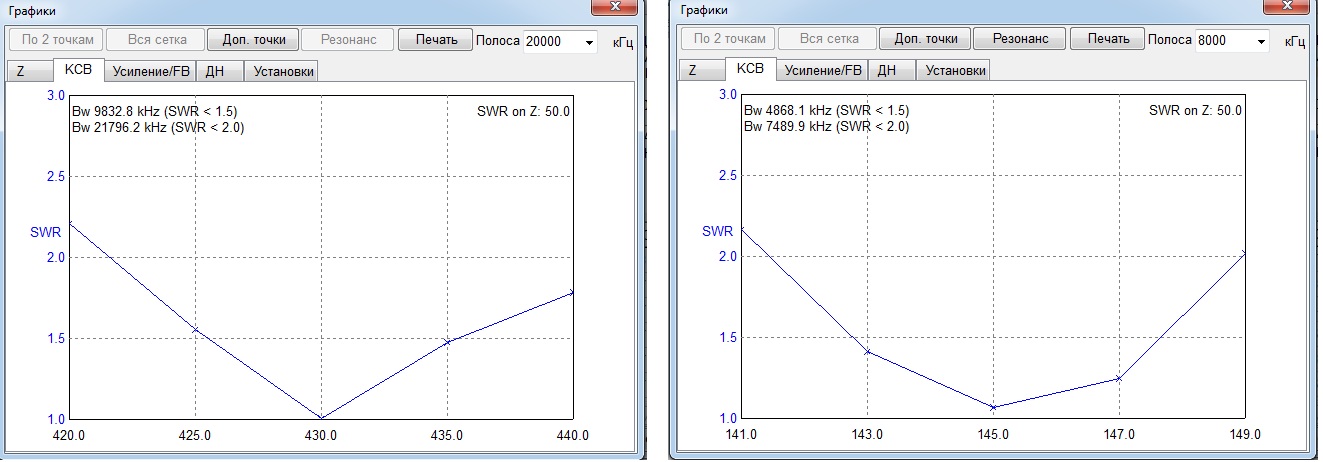 Графики
По 2 точкам Вся сетка Доп. точки Резонанс Печать Полоса 20000 кГц
Z КСВ Усиление/FB ДН Установки
3.0
Bw 9832.8 kHz (SWR < 1.5) SWR on Z: 50.0
Bw 21796.2 kHz (SWR < 2.0)
2.5
SWR
2.0
1.5
1.0
420.0 425.0 430.0 435.0 440.0
Графики
По 2 точкам Вся сетка Доп. точки Резонанс Печать Полоса 8000 кГц
Z КСВ Усиление/FB ДН Установки
3.0
Bw 4868.1 kHz (SWR < 1.5) SWR on Z: 50.0
Bw 7489.9 kHz (SWR < 2.0)
2.5
SWR
2.0
1.5
1.0
141.0 143.0 145.0 147.0 149.0